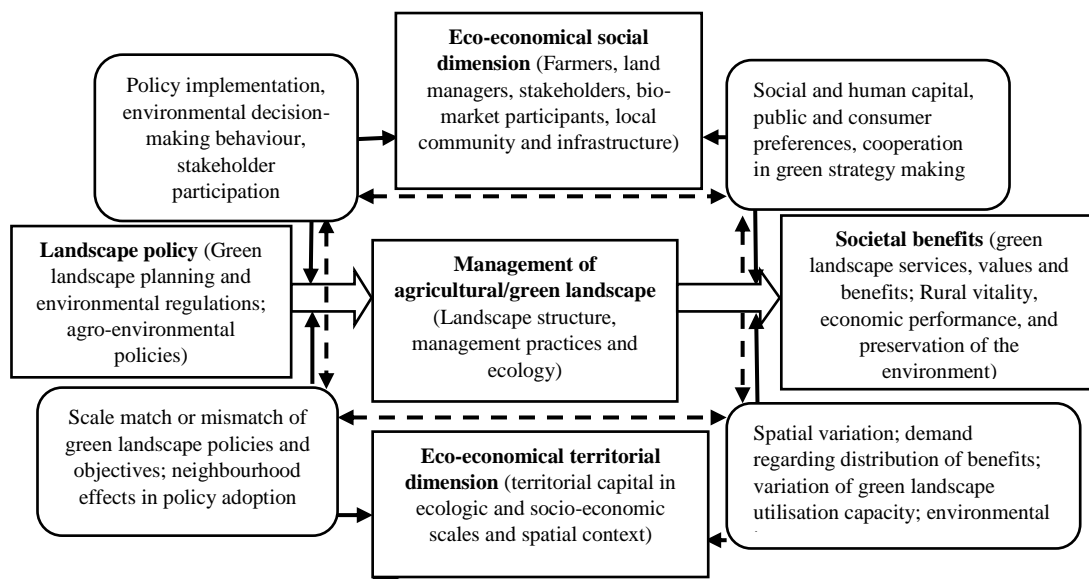 Eco-economical social
dimension (Farmers, land
managers, stakeholders, bio-
market participants, local
community and infrastructure)
Policy implementation,
environmental decision-
making behaviour,
stakeholder
participation
Social and human capital,
public and consumer
preferences, cooperation
in green strategy making
Landscape policy (Green
landscape planning and
environmental regulations;
agro-environmental
policies)
Management of
agricultural/green landscape
(Landscape structure,
management practices and
ecology)
Societal benefits (green
landscape services, values and
benefits; Rural vitality,
economic performance, and
preservation of the
environment)
Scale match or mismatch of
green landscape policies and
objectives; neighbourhood
effects in policy adoption
Eco-economical territorial
dimension (territorial capital in
ecologic and socio-economic
scales and spatial context)
Spatial variation; demand
regarding distribution of benefits;
variation of green landscape
utilisation capacity; environmental